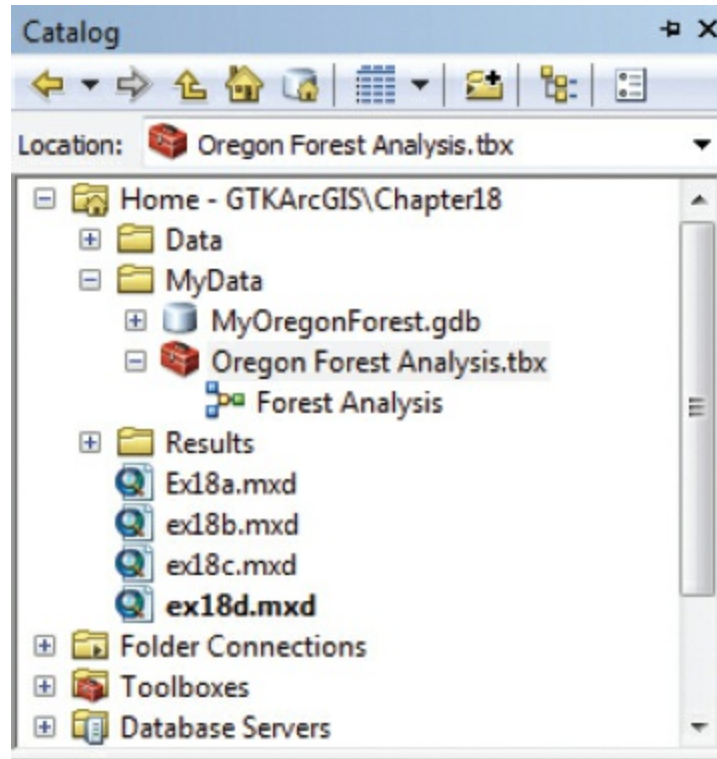 Catalog
Location: Oregon Forest Analysis.tbx
Home - GTKArcGIS\Chapter18
Data
MyData
MyOregonForest.gdb
Oregon Forest Analysis.tbx
Forest Analysis
Results
Ex18a.mxd
ex18b.mxd
ex18c.mxd
ex18d.mxd
Folder Connections
Toolboxes
Database Servers